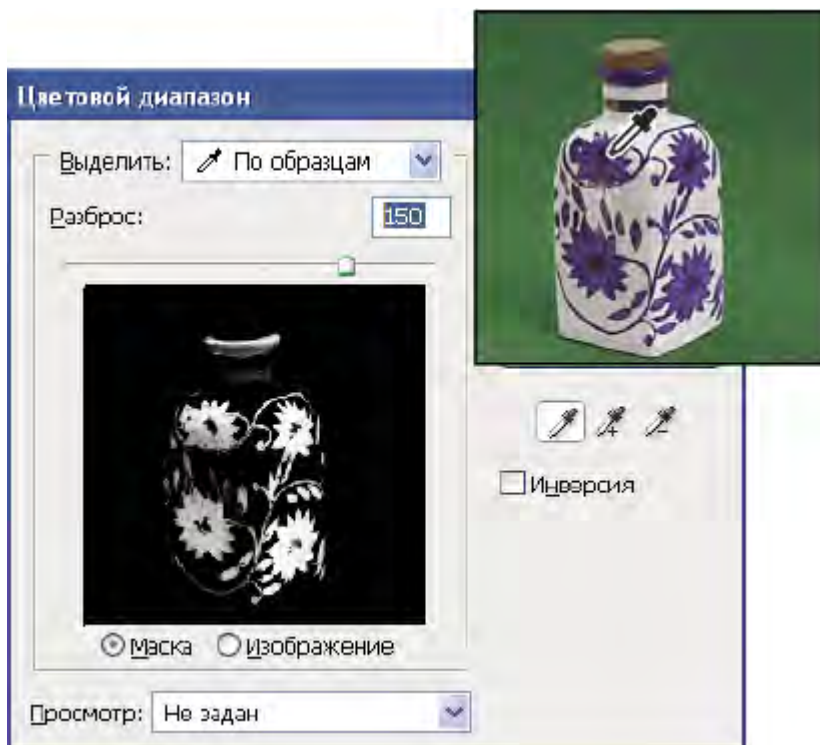 Цветовой диапазон
Выделить: По образцам
Разброс: 150
Инверсия
Маска Изображение
Просмотр: Не задан